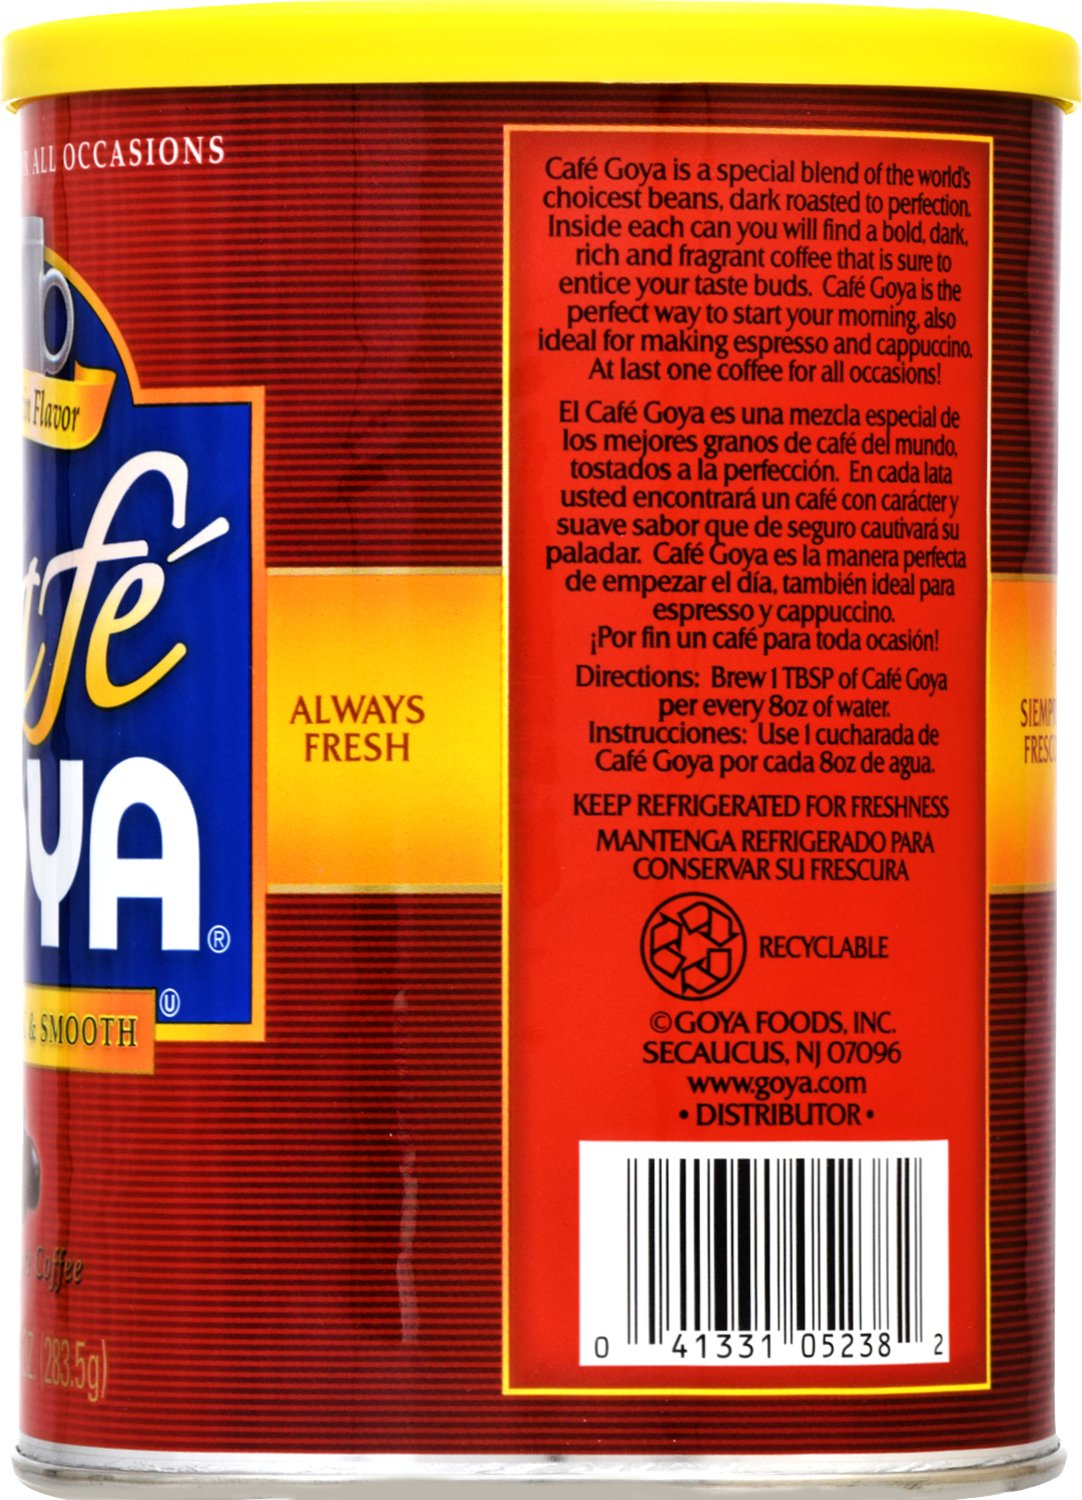 ALL OCCASIONS
Flavor
fé
YA®
U
& SMOOTH
Coffee
(283.5g)
ALWAYS
FRESH
Café Goya is a special blend of the world's
choicest beans, dark roasted to perfection.
Inside each can you will find a bold, dark,
rich and fragrant coffee that is sure to
entice your taste buds. Café Goya is the
perfect way to start your morning, also
ideal for making espresso and cappuccino.
At last one coffee for all occasions!
El Café Goya es una mezcla especial de
los mejores granos de café del mundo,
tostados a la perfección. En cada lata
usted encontrará un café con carácter y
suave sabor que de seguro cautivará su
paladar. Café Goya es la manera perfecta
de empezar el día, también ideal para
espresso y cappuccino.
¡Por fin un café para toda ocasión!
Directions: Brew 1 TBSP of Café Goya
per every 8oz of water.
Instrucciones: Use 1 cucharada de
Café Goya por cada 8oz de agua.
KEEP REFRIGERATED FOR FRESHNESS
MANTENGA REFRIGERADO PARA
CONSERVAR SU FRESCURA
RECYCLABLE
©GOYA FOODS, INC.
SECAUCUS, NJ 07096
www.goya.com
• DISTRIBUTOR •
0 41331 05238 2
SIEMP
FRESC